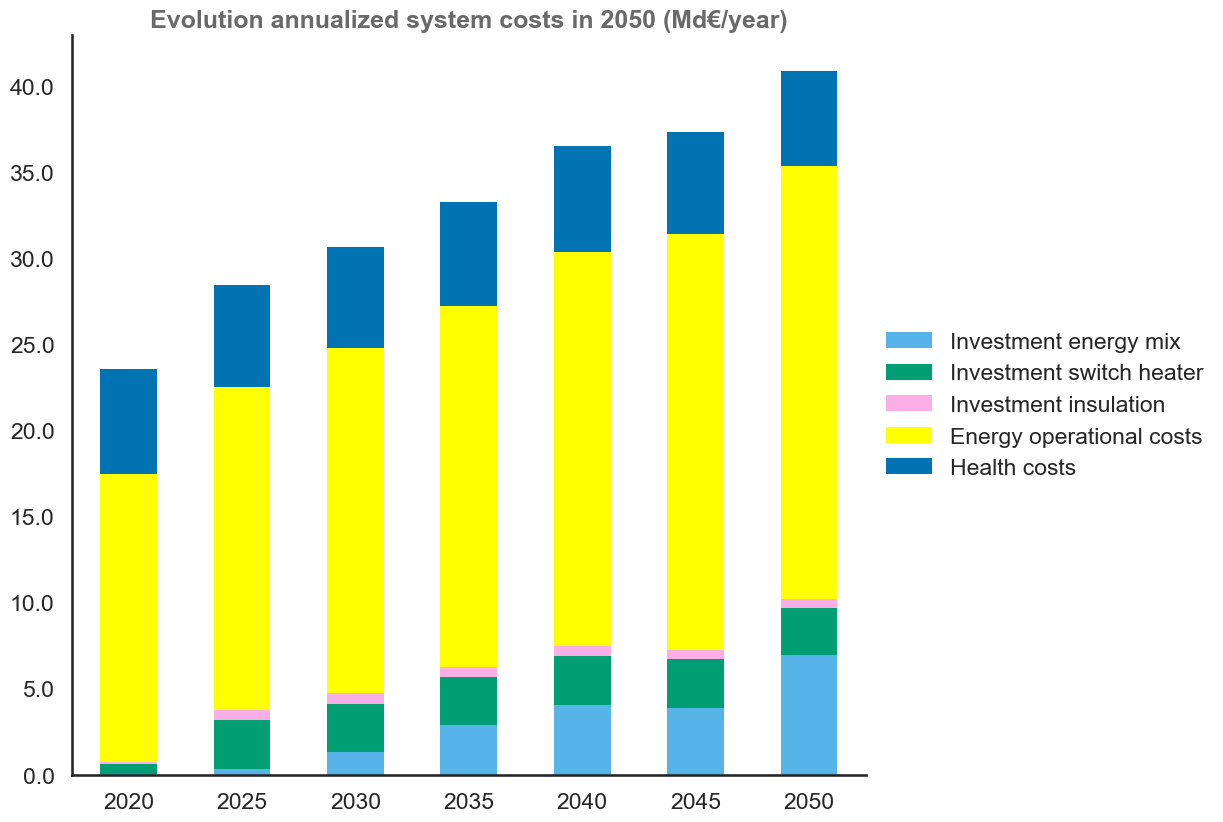 Evolution annualized system costs in 2050 (Md€/year)
40.0
35.0
30.0
25.0
20.0
15.0
10.0
5.0
0.0
2020 2025 2030 2035 2040 2045 2050
Investment energy mix
Investment switch heater
Investment insulation
Energy operational costs
Health costs